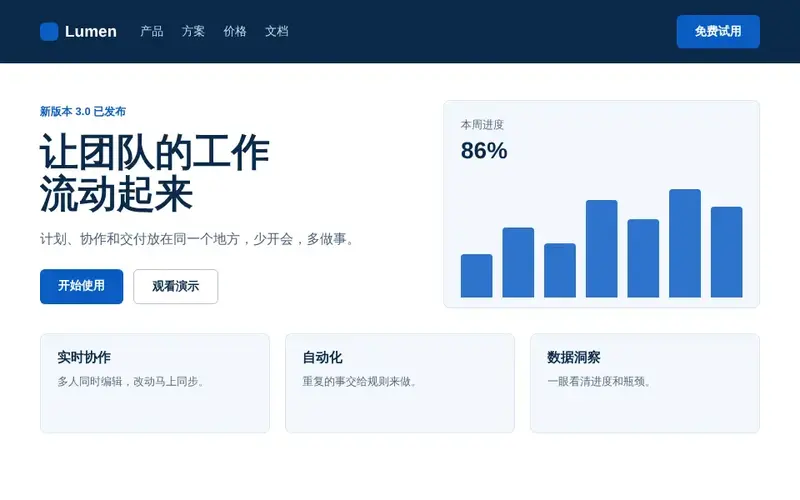 Lumen 产品 方案 价格 文档 免费试用
新版本 3.0 已发布
让团队的工作
流动起来
计划、协作和交付放在同一个地方，少开会，多做事。
开始使用 观看演示
本周进度
86%
实时协作
多人同时编辑，改动马上同步。
自动化
重复的事交给规则来做。
数据洞察
一眼看清进度和瓶颈。